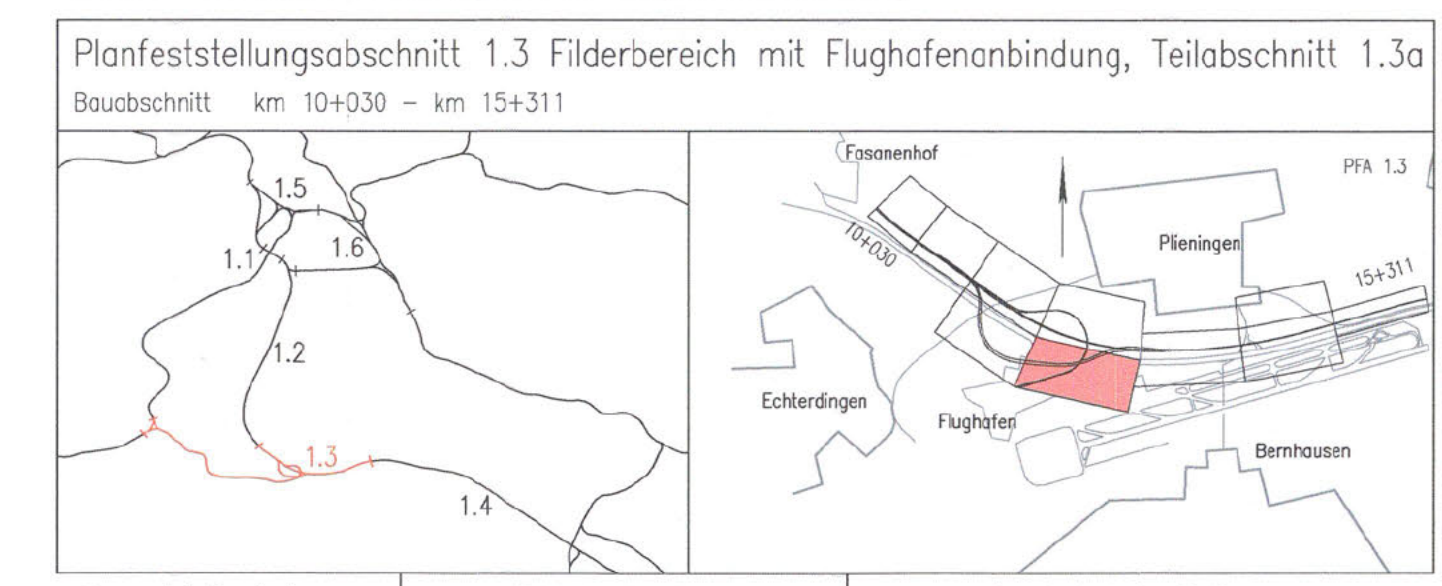 Planfeststellungsabschnitt 1.3 Filderbereich mit Flughafenanbindung, Teilabschnitt 1.3a
Bauabschnitt km 10+030 - km 15+311
1.5
1.1
1.6
1.2
1.3
1.4
Fasanenhof
PFA 1.3
10+030
Plieningen
15+311
Echterdingen
Flughafen
Bernhausen